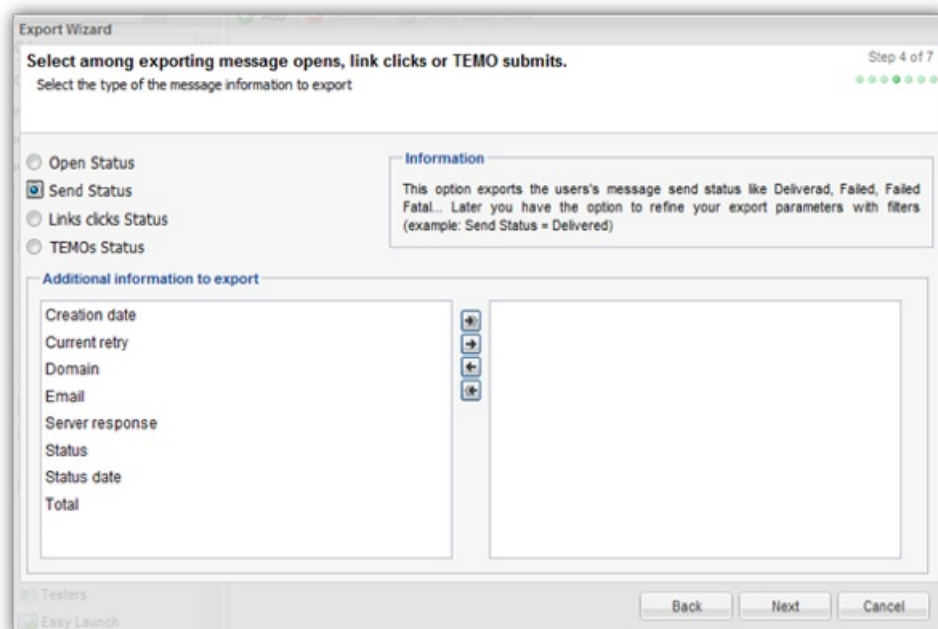 Export Wizard
Select among exporting message opens, link clicks or TEMO submits.
Step 4 of 7
Select the type of the message information to export
Open Status
Send Status
Links clicks Status
TEMOs Status
Information
This option exports the users's message send status like Deliverad, Failed, Failed
Fatal... Later you have the option to refine your export parameters with filters
(example: Send Status = Delivered)
Additional information to export
Creation date
Current retry
Domain
Email
Server response
Status
Status date
Total
Testers
Easy Launch
Back
Next
Cancel